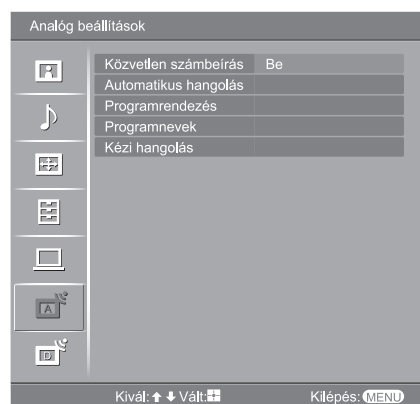 Analóg beállítások
Közvetlen számbeírás Be
Automatikus hangolás
Programrendezés
Programnevek
Kézi hangolás
A
D
Kivál: Vált: Kilépés: MENU